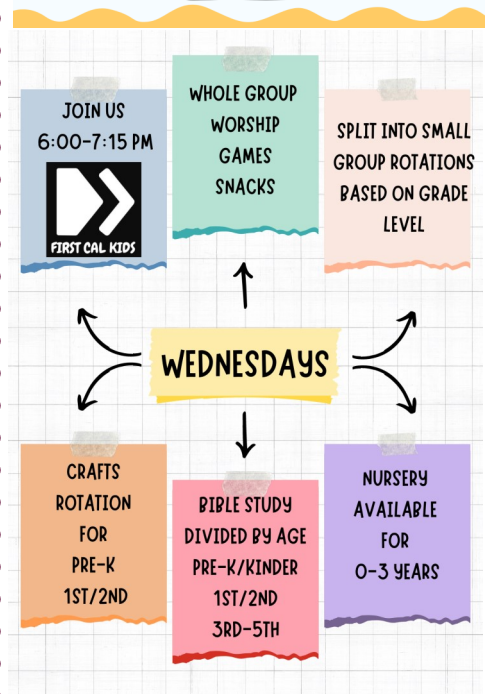 JOIN US
6:00-7:15 PM
FIRST CAL KIDS
WHOLE GROUP
WORSHIP
GAMES
SNACKS
SPLIT INTO SMALL
GROUP ROTATIONS
BASED ON GRADE
LEVEL
WEDNESDAYS
CRAFTS
ROTATION
FOR
PRE-K
1ST/2ND
BIBLE STUDY
DIVIDED BY AGE
PRE-K/KINDER
1ST/2ND
3RD-5TH
NURSERY
AVAILABLE
FOR
0-3 YEARS